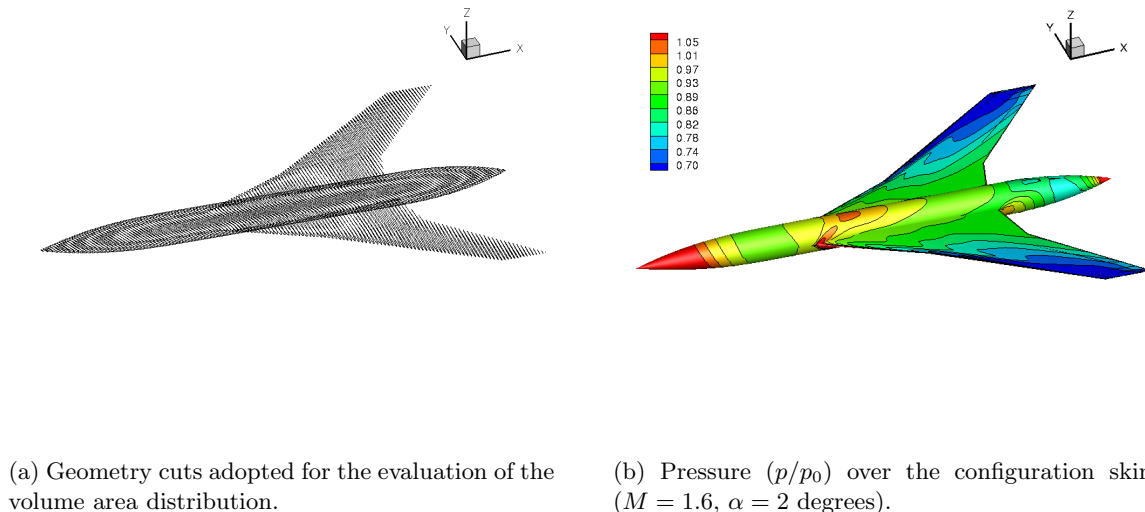 Z
Y
X
Z
Y
X
1.05
1.01
0.97
0.93
0.89
0.86
0.82
0.78
0.74
0.70
(a) Geometry cuts adopted for the evaluation of the
volume area distribution.
(b) Pressure (p/p₀) over the configuration skin
(M = 1.6, α = 2 degrees).